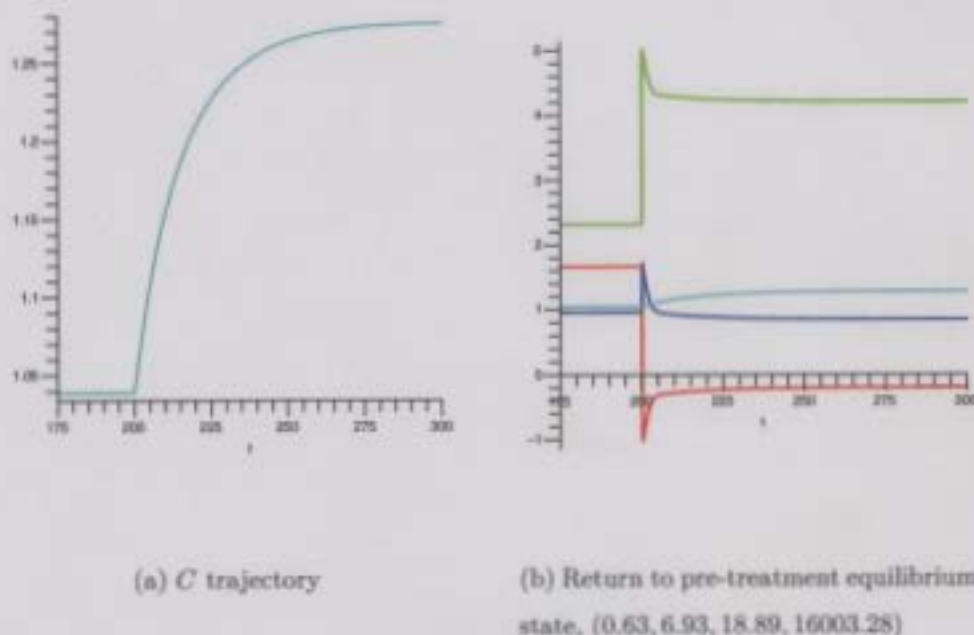 1.25
1.2
1.15
1.1
1.05
175 200 225 250 275 300
t
5
4
3
2
1
0
-1
225 275 300
t
(a) C trajectory
(b) Return to pre-treatment equilibrium
state, (0.63, 6.93, 18.89, 16003.28)